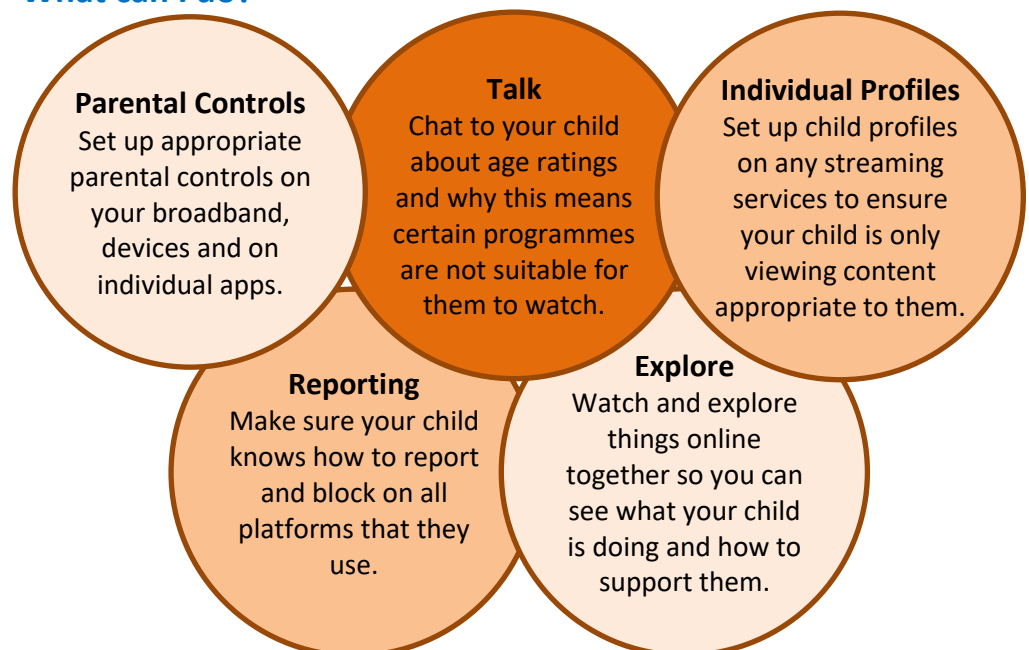 What can I do?
Parental Controls
Set up appropriate
parental controls on
your broadband,
devices and on
individual apps.
Talk
Chat to your child
about age ratings
and why this means
certain programmes
are not suitable for
them to watch.
Individual Profiles
Set up child profiles
on any streaming
services to ensure
your child is only
viewing content
appropriate to them.
Reporting
Make sure your child
knows how to report
and block on all
platforms that they
use.
Explore
Watch and explore
things online
together so you can
see what your child
is doing and how to
support them.